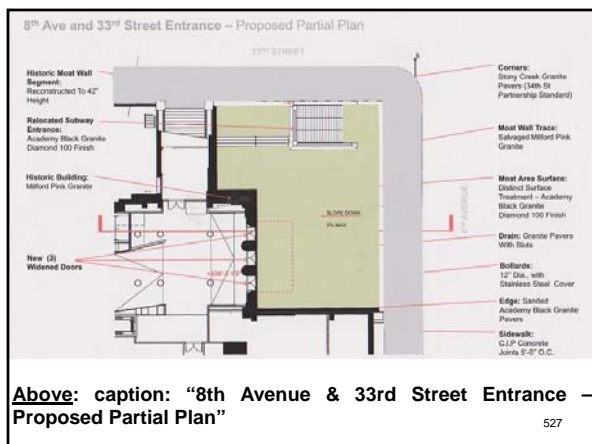 8th Ave and 33rd Street Entrance – Proposed Partial Plan
33RD STREET
Historic Moat Wall
Segment:
Reconstructed To 42"
Height
Relocated Subway
Entrance:
Academy Black Granite
Diamond 100 Finish
Historic Building:
Milford Pink Granite
New (3)
Widened Doors
SLOPE DOWN
5% MAX.
8TH AVENUE
Corners:
Stony Creek Granite
Pavers (34th St
Partnership Standard)
Moat Wall Trace:
Salvaged Milford Pink
Granite
Moat Area Surface:
Distinct Surface
Treatment – Academy
Black Granite
Diamond 100 Finish
Drain: Granite Pavers
With Slots
Bollards:
12" Dia., with
Stainless Steel Cover
Edge: Sanded
Academy Black Granite
Pavers
Sidewalk:
C.I.P Concrete
Joints 5'-0" O.C.
Above: caption: “8th Avenue & 33rd Street Entrance –
Proposed Partial Plan”
527